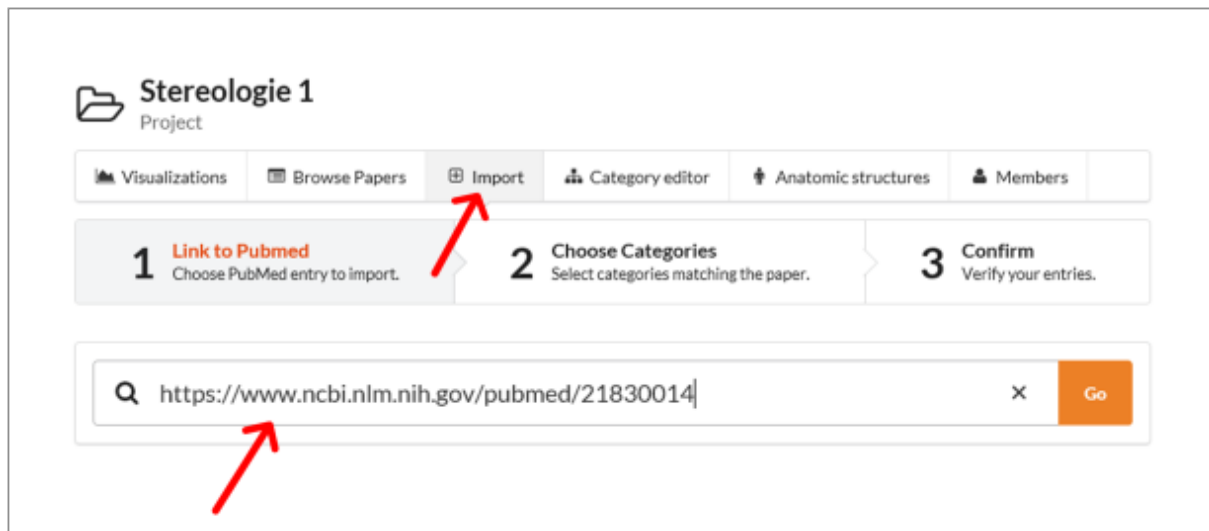 Stereologie 1
Project
Visualizations Browse Papers Import Category editor Anatomic structures Members
1 Link to Pubmed
Choose PubMed entry to import.
2 Choose Categories
Select categories matching the paper.
3 Confirm
Verify your entries.
https://www.ncbi.nlm.nih.gov/pubmed/21830014 × Go